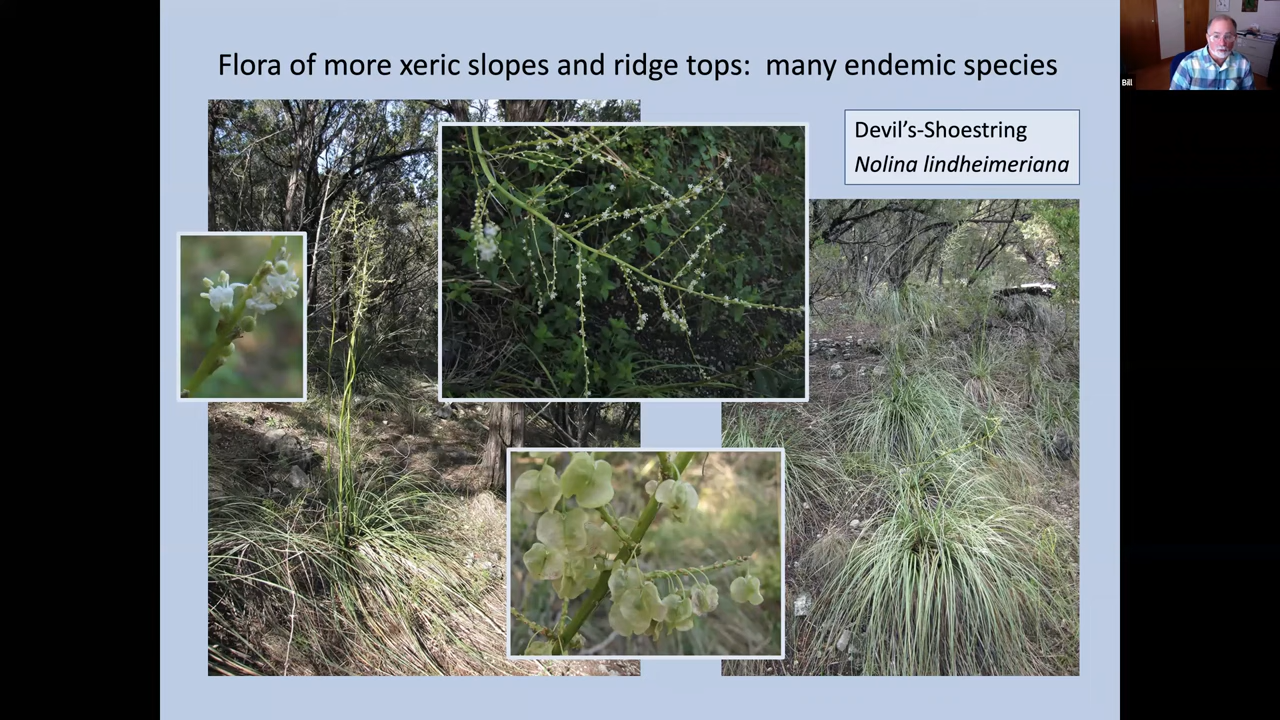 Flora of more xeric slopes and ridge tops:  many endemic species
Devil’s-Shoestring
Nolina lindheimeriana
Bill